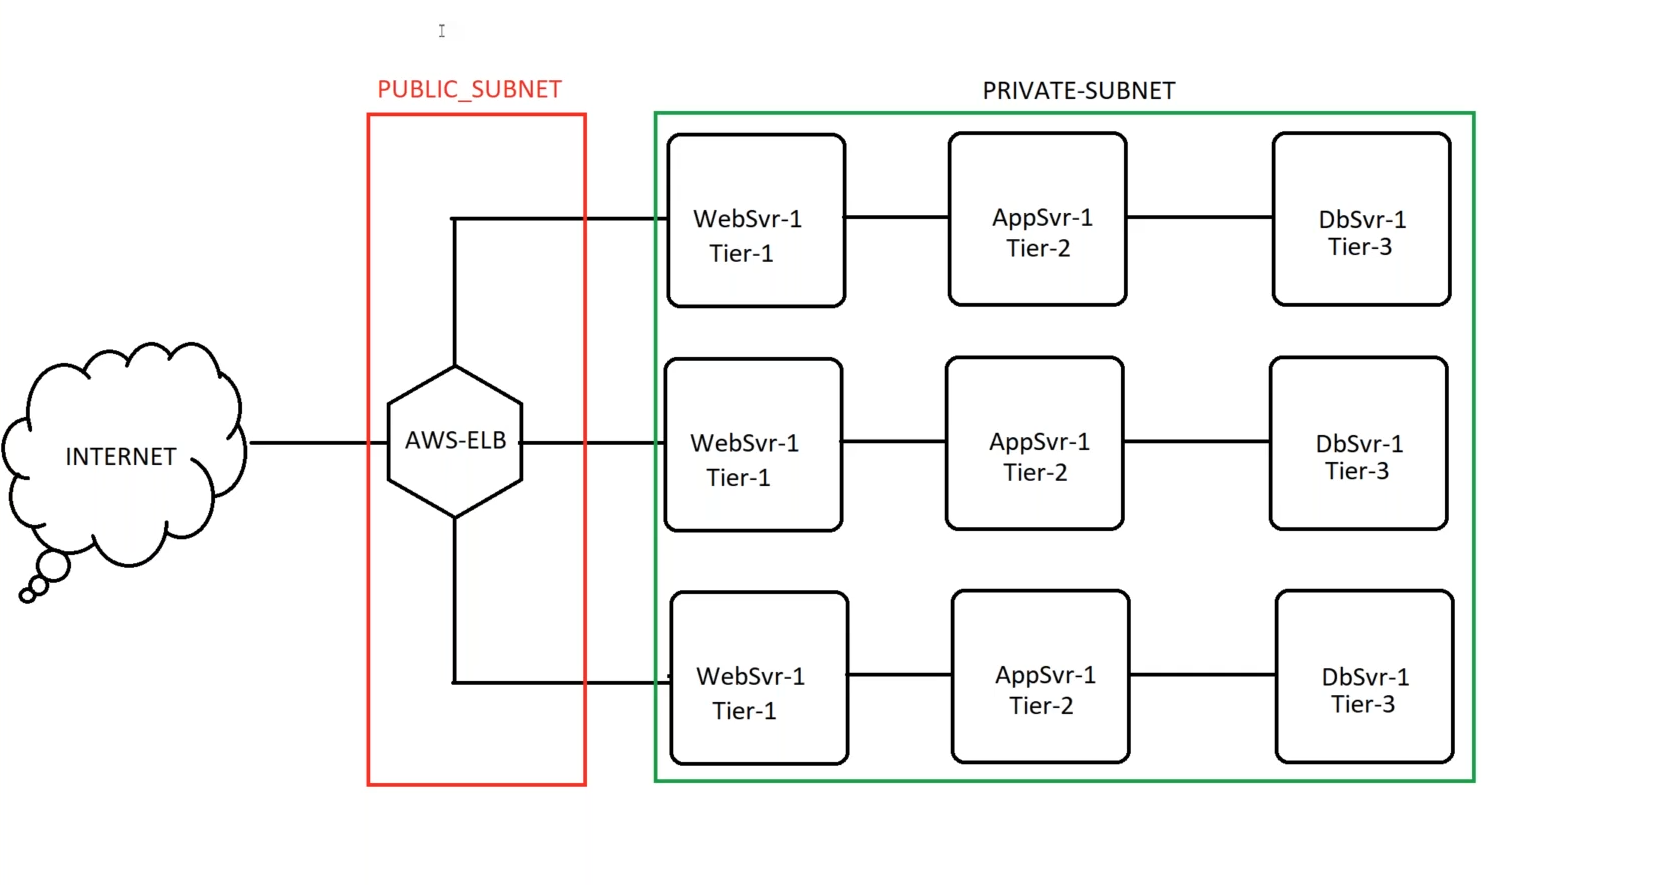 PUBLIC_SUBNET
PRIVATE-SUBNET
WebSvr-1
Tier-1
AppSvr-1
Tier-2
DbSvr-1
Tier-3
INTERNET
AWS-ELB
WebSvr-1
Tier-1
AppSvr-1
Tier-2
DbSvr-1
Tier-3
WebSvr-1
Tier-1
AppSvr-1
Tier-2
DbSvr-1
Tier-3